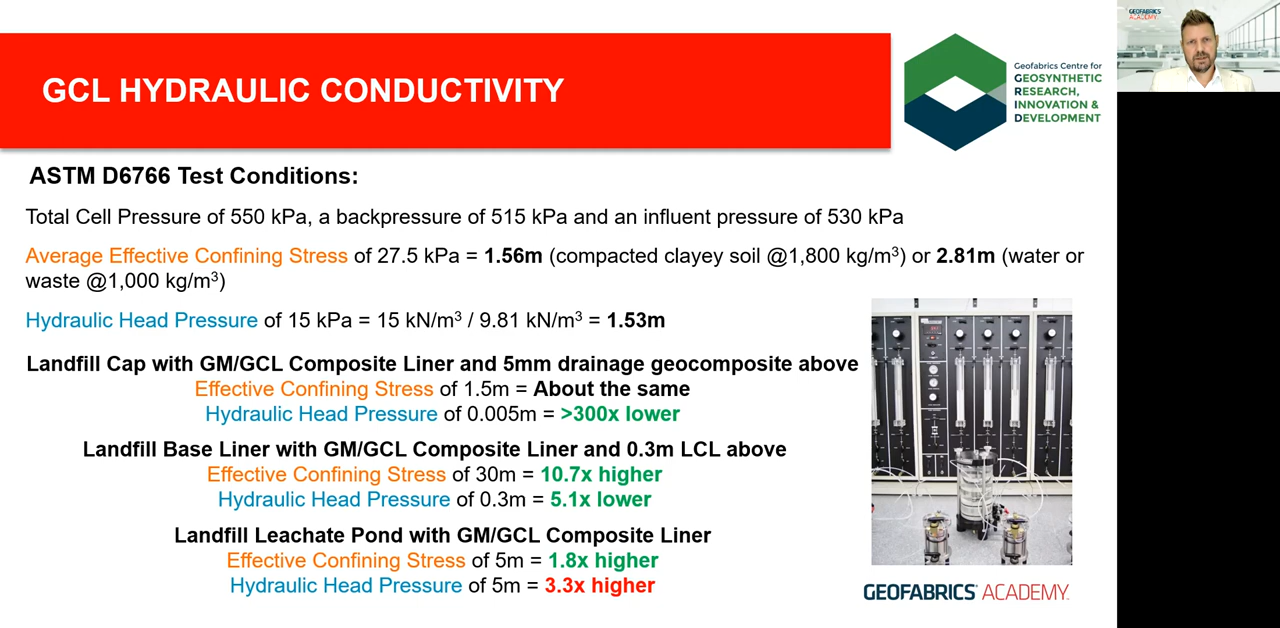 GCL HYDRAULIC CONDUCTIVITY
Geofabrics Centre for
GEOSYNTHETIC
RESEARCH,
INNOVATION &
DEVELOPMENT
GEOFABRICS
ACADEMY
ASTM D6766 Test Conditions:
Total Cell Pressure of 550 kPa, a backpressure of 515 kPa and an influent pressure of 530 kPa
Average Effective Confining Stress of 27.5 kPa = 1.56m (compacted clayey soil @1,800 kg/m³) or 2.81m (water or
waste @1,000 kg/m³)
Hydraulic Head Pressure of 15 kPa = 15 kN/m³ / 9.81 kN/m³ = 1.53m
Landfill Cap with GM/GCL Composite Liner and 5mm drainage geocomposite above
Effective Confining Stress of 1.5m = About the same
Hydraulic Head Pressure of 0.005m = >300x lower
Landfill Base Liner with GM/GCL Composite Liner and 0.3m LCL above
Effective Confining Stress of 30m = 10.7x higher
Hydraulic Head Pressure of 0.3m = 5.1x lower
Landfill Leachate Pond with GM/GCL Composite Liner
Effective Confining Stress of 5m = 1.8x higher
Hydraulic Head Pressure of 5m = 3.3x higher
GEOFABRICS® ACADEMY.